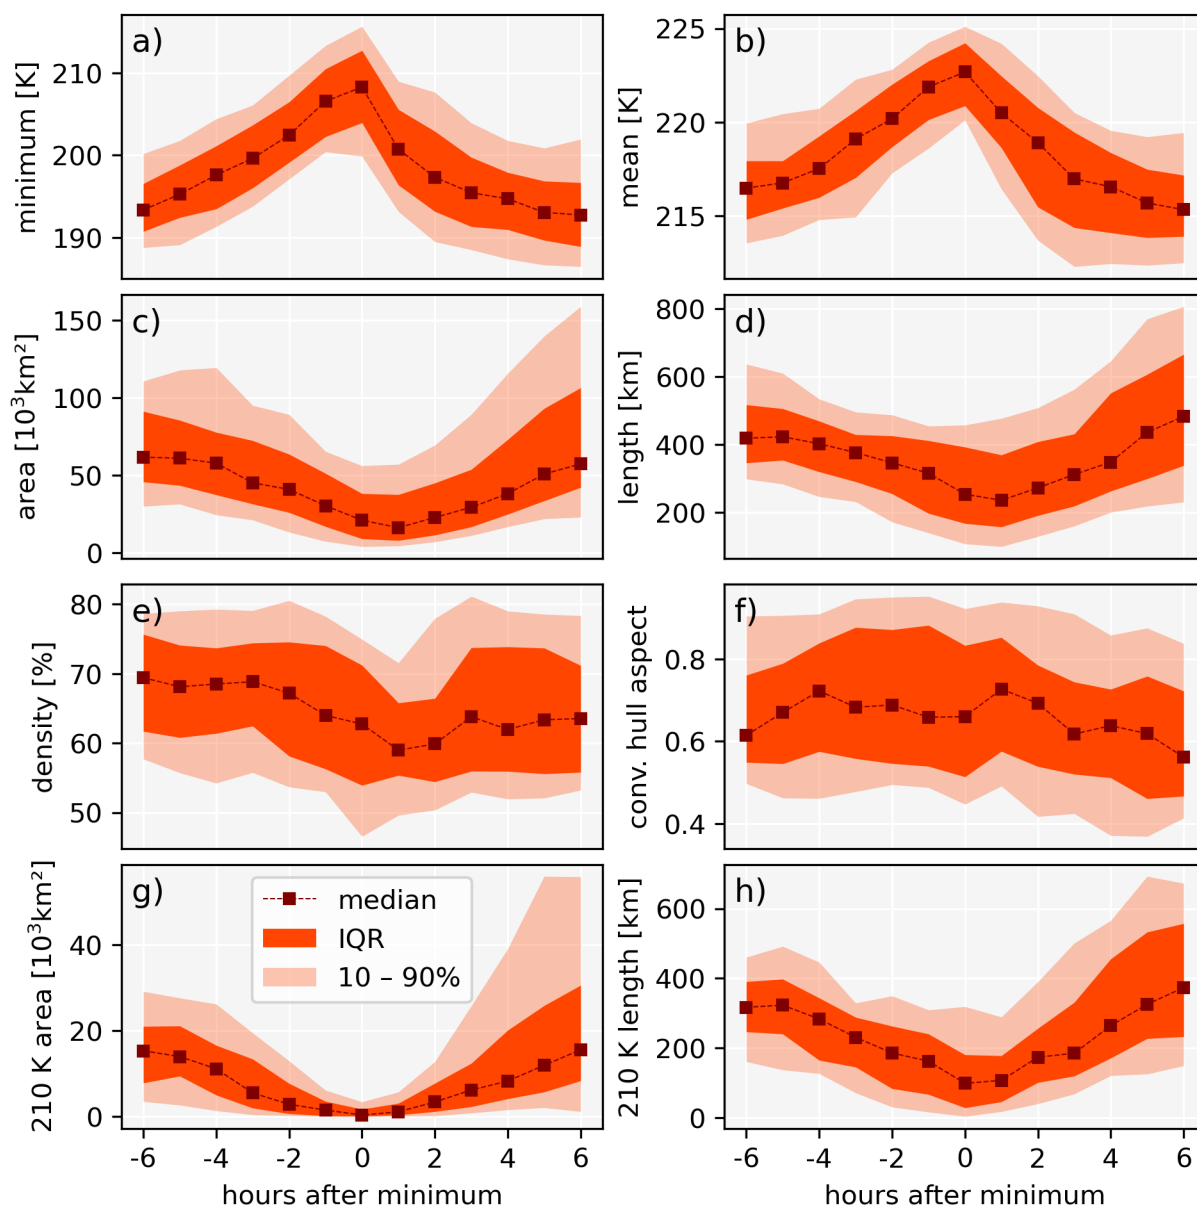 a)
minimum [K]
210
200
190
b)
mean [K]
225
220
215
c)
area [10³km²]
150
100
50
0
d)
length [km]
800
600
400
200
e)
density [%]
80
70
60
50
f)
conv. hull aspect
0.8
0.6
0.4
g)
210 K area [10³km²]
40
20
0
median
IQR
10 – 90%
-6 -4 -2 0 2 4 6
hours after minimum
h)
210 K length [km]
600
400
200
0
-6 -4 -2 0 2 4 6
hours after minimum